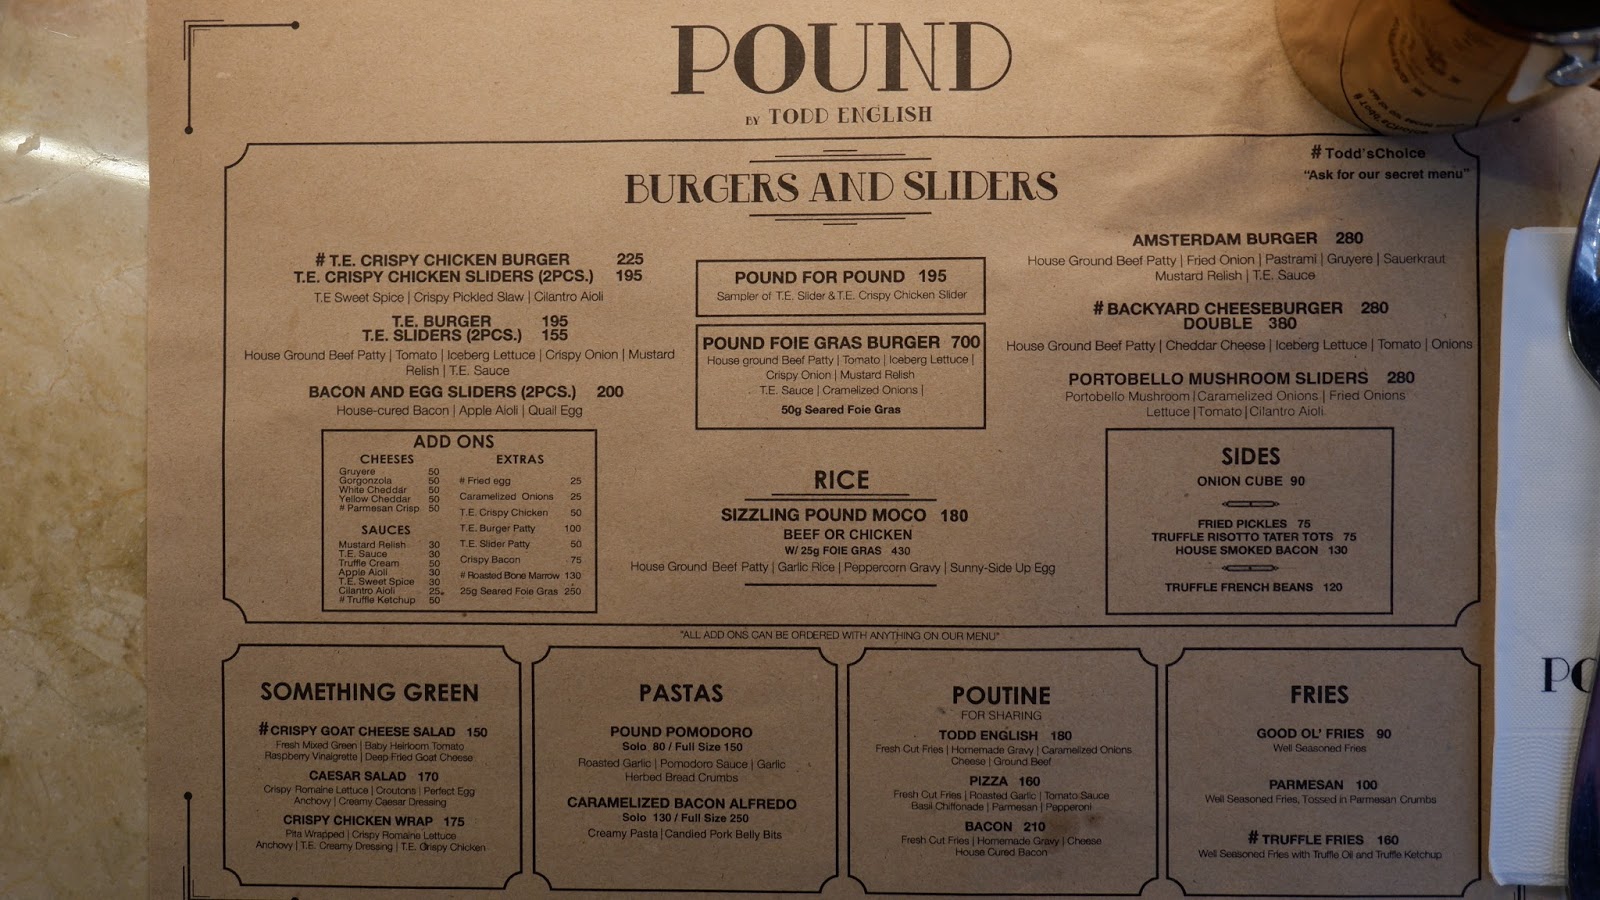 POUND
BY TODD ENGLISH
#Todd'sChoice
"Ask for our secret menu"
BURGERS AND SLIDERS
#T.E. CRISPY CHICKEN BURGER 225
T.E. CRISPY CHICKEN SLIDERS (2PCS.) 195
T.E Sweet Spice | Crispy Pickled Slaw | Cilantro Aioli
T.E. BURGER 195
T.E. SLIDERS (2PCS.) 155
House Ground Beef Patty | Tomato | Iceberg Lettuce | Crispy Onion | Mustard
Relish | T.E. Sauce
BACON AND EGG SLIDERS (2PCS.) 200
House-cured Bacon | Apple Aioli | Quail Egg
ADD ONS
CHEESES
Gruyere 50
Gorgonzola 50
White Cheddar 50
Yellow Cheddar 50
# Parmesan Crisp 50
SAUCES
Mustard Relish 30
T.E. Sauce 30
Truffle Cream 50
Apple Aioli 30
T.E. Sweet Spice 30
Cilantro Aioli 25
# Truffle Ketchup 50
EXTRAS
# Fried egg 25
Caramelized Onions 25
T.E. Crispy Chicken 50
T.E. Burger Patty 100
T.E. Slider Patty 50
Crispy Bacon 75
# Roasted Bone Marrow 130
25g Seared Foie Gras 250
POUND FOR POUND 195
Sampler of T.E. Slider & T.E. Crispy Chicken Slider
POUND FOIE GRAS BURGER 700
House ground Beef Patty | Tomato | Iceberg Lettuce |
Crispy Onion | Mustard Relish
T.E. Sauce | Cramelized Onions |
50g Seared Foie Gras
RICE
SIZZLING POUND MOCO 180
BEEF OR CHICKEN
W/ 25g FOIE GRAS 430
House Ground Beef Patty | Garlic Rice | Peppercorn Gravy | Sunny-Side Up Egg
AMSTERDAM BURGER 280
House Ground Beef Patty | Fried Onion | Pastrami | Gruyere | Sauerkraut
Mustard Relish | T.E. Sauce
#BACKYARD CHEESEBURGER 280
DOUBLE 380
House Ground Beef Patty | Cheddar Cheese | Iceberg Lettuce | Tomato | Onions
PORTOBELLO MUSHROOM SLIDERS 280
Portobello Mushroom | Caramelized Onions | Fried Onions
Lettuce | Tomato | Cilantro Aioli
SIDES
ONION CUBE 90
FRIED PICKLES 75
TRUFFLE RISOTTO TATER TOTS 75
HOUSE SMOKED BACON 130
TRUFFLE FRENCH BEANS 120
"ALL ADD ONS CAN BE ORDERED WITH ANYTHING ON OUR MENU"
SOMETHING GREEN
#CRISPY GOAT CHEESE SALAD 150
Fresh Mixed Green | Baby Heirloom Tomato
Raspberry Vinaigrette | Deep Fried Goat Cheese
CAESAR SALAD 170
Crispy Romaine Lettuce | Croutons | Perfect Egg
Anchovy | Creamy Caesar Dressing
CRISPY CHICKEN WRAP 175
Pita Wrapped | Crispy Romaine Lettuce
Anchovy | T.E. Creamy Dressing | T.E. Crispy Chicken
PASTAS
POUND POMODORO
Solo 80 / Full Size 150
Roasted Garlic | Pomodoro Sauce | Garlic
Herbed Bread Crumbs
CARAMELIZED BACON ALFREDO
Solo 130 / Full Size 250
Creamy Pasta | Candied Pork Belly Bits
POUTINE
FOR SHARING
TODD ENGLISH 180
Fresh Cut Fries | Homemade Gravy | Caramelized Onions
Cheese | Ground Beef
PIZZA 160
Fresh Cut Fries | Roasted Garlic | Tomato Sauce
Basil Chiffonade | Parmesan | Pepperoni
BACON 210
Fresh Cut Fries | Homemade Gravy | Cheese
House Cured Bacon
FRIES
GOOD OL' FRIES 90
Well Seasoned Fries
PARMESAN 100
Well Seasoned Fries, Tossed in Parmesan Crumbs
# TRUFFLE FRIES 160
Well Seasoned Fries with Truffle Oil and Truffle Ketchup